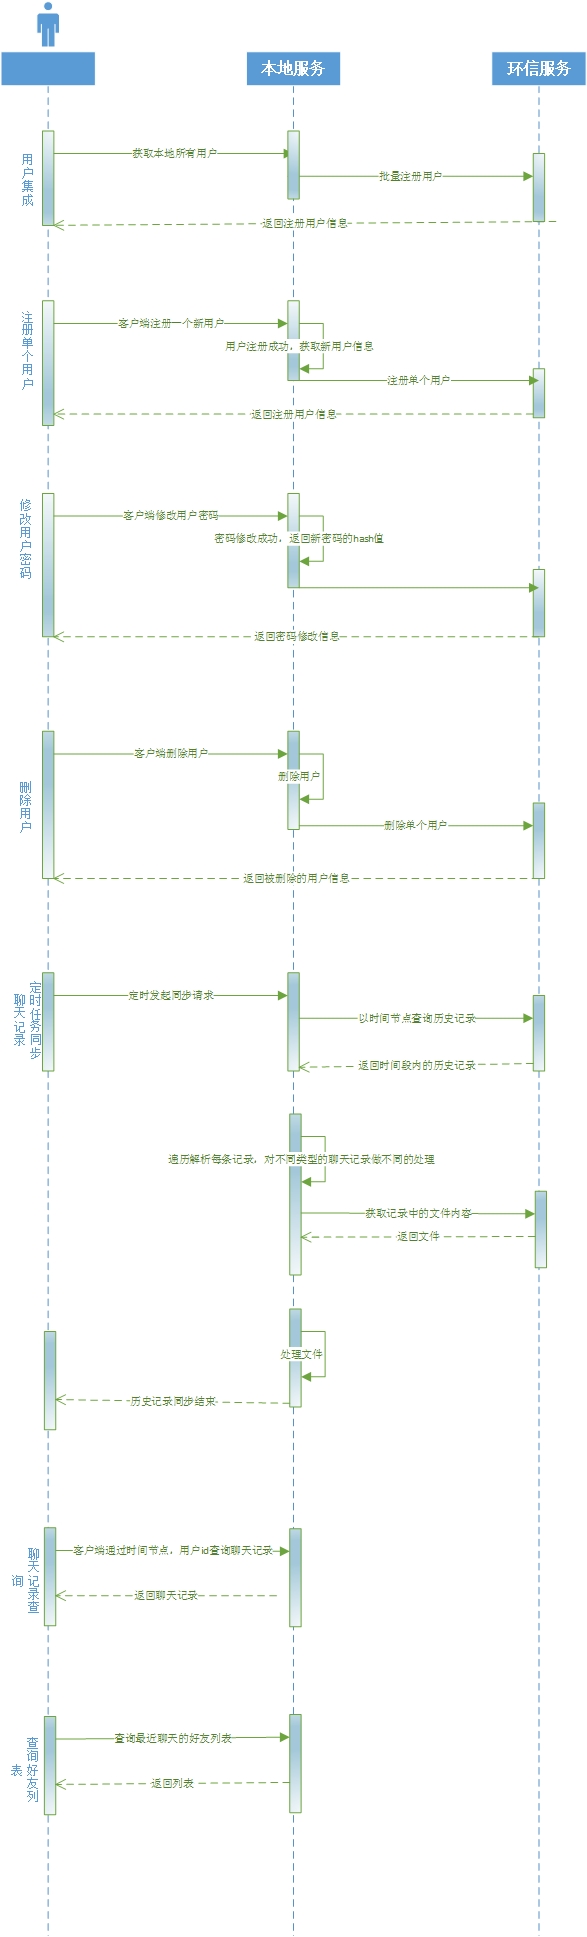 本地服务
环信服务
用户集成
获取本地所有用户
批量注册用户
返回注册用户信息
注册单个用户
客户端注册一个新用户
用户注册成功，获取新用户信息
注册单个用户
返回注册用户信息
修改用户密码
客户端修改用户密码
密码修改成功，返回新密码的hash值
返回密码修改信息
删除用户
客户端删除用户
删除用户
删除单个用户
返回被删除的用户信息
定时任务同步
聊天记录
定时发起同步请求
以时间节点查询历史记录
返回时间段内的历史记录
遍历解析每条记录，对不同类型的聊天记录做不同的处理
获取记录中的文件内容
返回文件
处理文件
历史记录同步结束
聊天记录查
询
客户端通过时间节点，用户id查询聊天记录
返回聊天记录
查询好友列
表
查询最近聊天的好友列表
返回列表